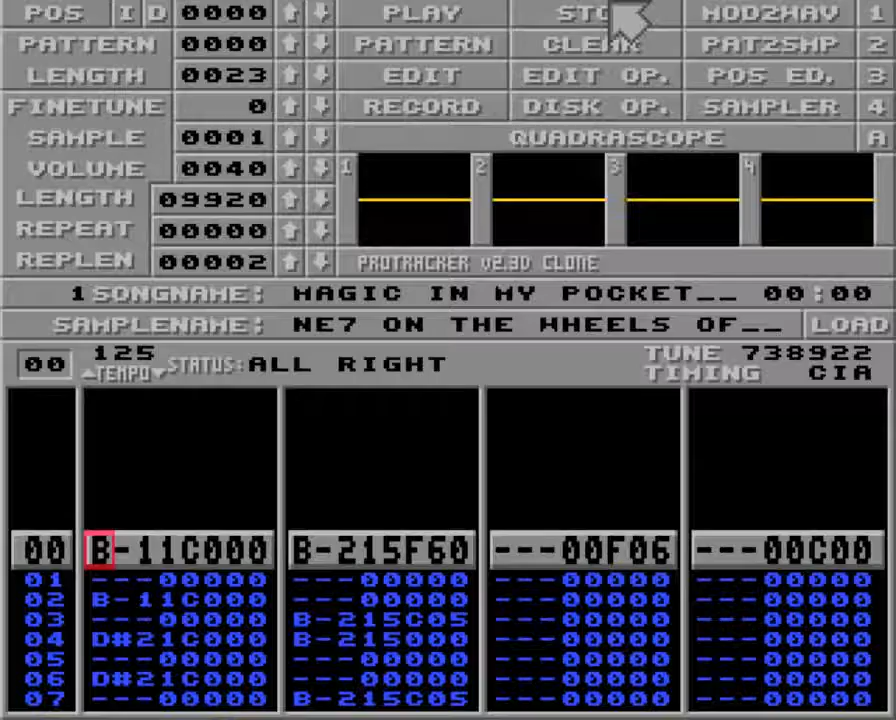 POS I D 0000 PLAY MOD2WAV 1
PATTERN 0000 PATTERN PAT2SMP 2
LENGTH 0023 EDIT EDIT OP. POS ED. 3
FINETUNE 0 RECORD DISK OP. SAMPLER 4
SAMPLE 0001 QUADRASCOPE A
VOLUME 0040 1 2 3 4
LENGTH 09920
REPEAT 00000
REPLEN 00002 PROTRACKER V2.3D CLONE
1 SONGNAME: MAGIC IN MY POCKET__ 00:00
SAMPLENAME: NE7 ON THE WHEELS OF__ LOAD
00 125 TEMPO STATUS: ALL RIGHT TUNE 738922
TIMING CIA
00 B-11C000 B-215F60 ---00F06 ---00C00
01 ---00000 ---00000 ---00000 ---00000
02 B-11C000 ---00000 ---00000 ---00000
03 ---00000 B-215C05 ---00000 ---00000
04 D#21C000 B-215000 ---00000 ---00000
05 ---00000 ---00000 ---00000 ---00000
06 D#21C000 ---00000 ---00000 ---00000
07 ---00000 B-215C05 ---00000 ---00000